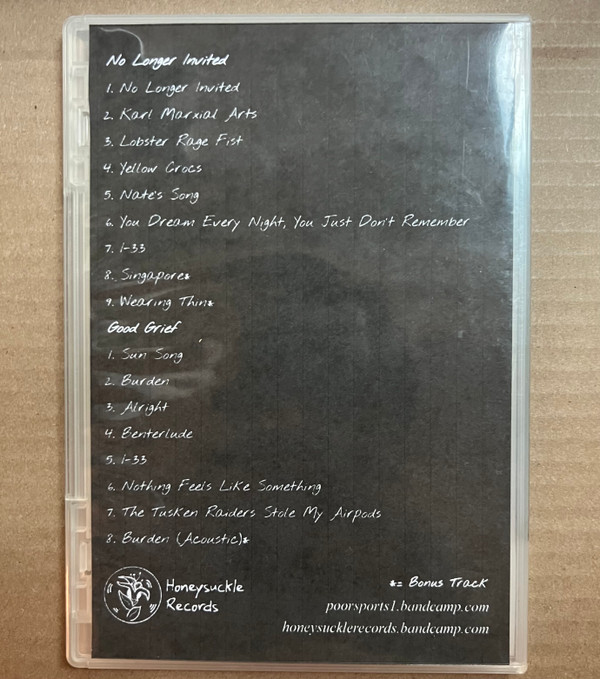 No Longer Invited
1. No Longer Invited
2. Karl Marxial Arts
3. Lobster Rage Fist
4. Yellow Crocs
5. Nate's Song
6. You Dream Every Night, You Just Don't Remember
7. i-33
8. Singapore*
9. Wearing Thin*
Good Grief
1. Sun Song
2. Burden
3. Alright
4. Benterlude
5. i-33
6. Nothing Feels Like Something
7. The Tusken Raiders Stole My Airpods
8. Burden (Acoustic)*
Honeysuckle
Records
*= Bonus Track
poorsports1.bandcamp.com
honeysucklerecords.bandcamp.com